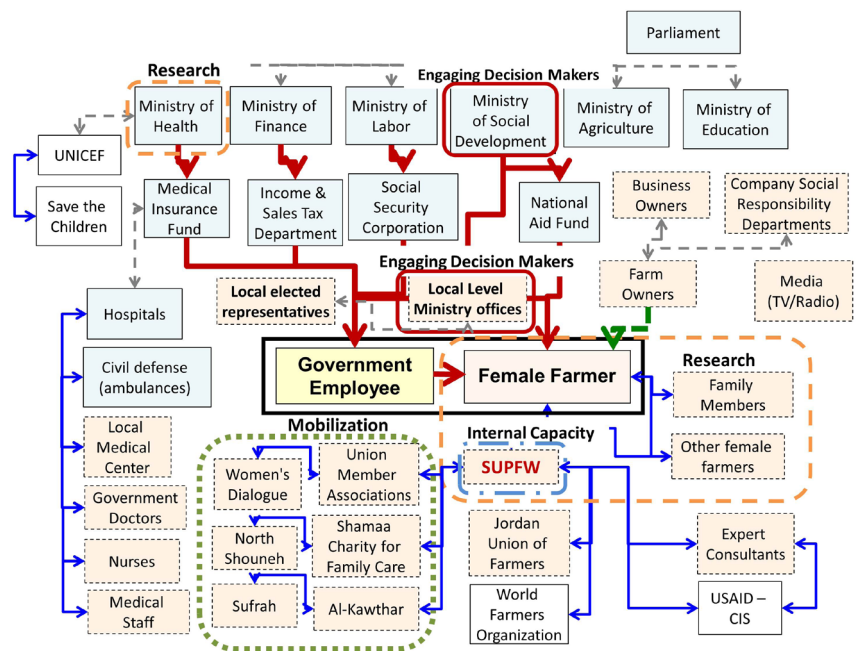 Parliament
Research
Engaging Decision Makers
Ministry of
Health
Ministry of
Finance
Ministry of
Labor
Ministry
of Social
Development
Ministry of
Agriculture
Ministry of
Education
UNICEF
Save the
Children
Medical
Insurance
Fund
Income &
Sales Tax
Department
Social
Security
Corporation
National
Aid Fund
Business
Owners
Company Social
Responsibility
Departments
Engaging Decision Makers
Local elected
representatives
Local Level
Ministry offices
Farm
Owners
Media
(TV/Radio)
Hospitals
Civil defense
(ambulances)
Government
Employee
Female Farmer
Research
Family
Members
Other female
farmers
Local
Medical
Center
Government
Doctors
Nurses
Medical
Staff
Mobilization
Women's
Dialogue
Union
Member
Associations
North
Shouneh
Shamaa
Charity for
Family Care
Sufrah
Al-Kawthar
Internal Capacity
SUPFW
Jordan
Union of
Farmers
World
Farmers
Organization
Expert
Consultants
USAID –
CIS